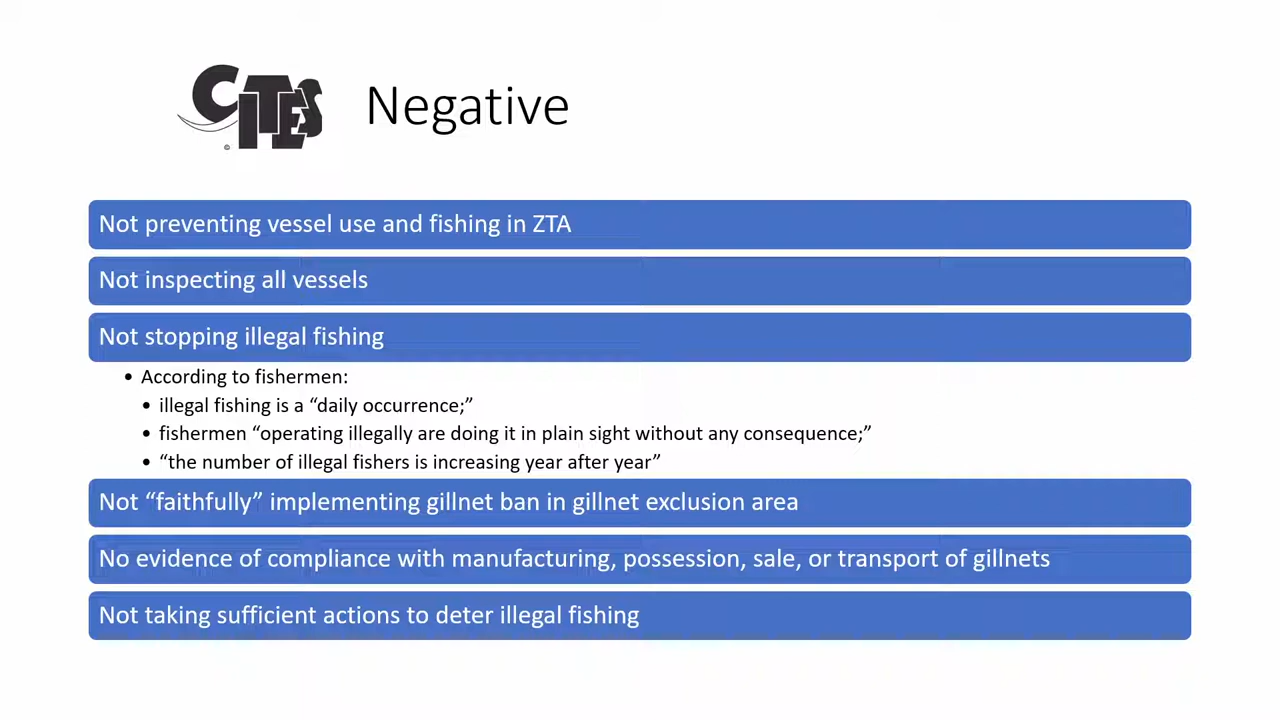 CITES
©
Negative
Not preventing vessel use and fishing in ZTA
Not inspecting all vessels
Not stopping illegal fishing
• According to fishermen:
• illegal fishing is a “daily occurrence;”
• fishermen “operating illegally are doing it in plain sight without any consequence;”
• “the number of illegal fishers is increasing year after year”
Not “faithfully” implementing gillnet ban in gillnet exclusion area
No evidence of compliance with manufacturing, possession, sale, or transport of gillnets
Not taking sufficient actions to deter illegal fishing